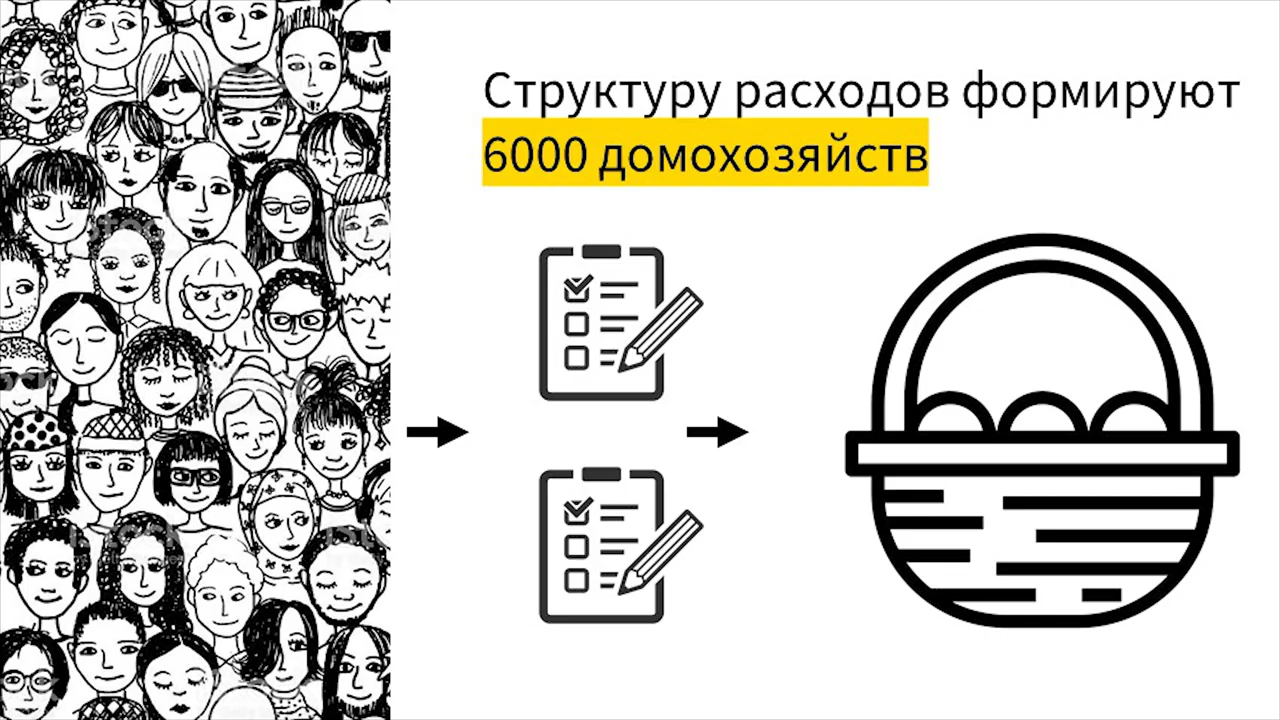 Структуру расходов формируют
6000 домохозяйств